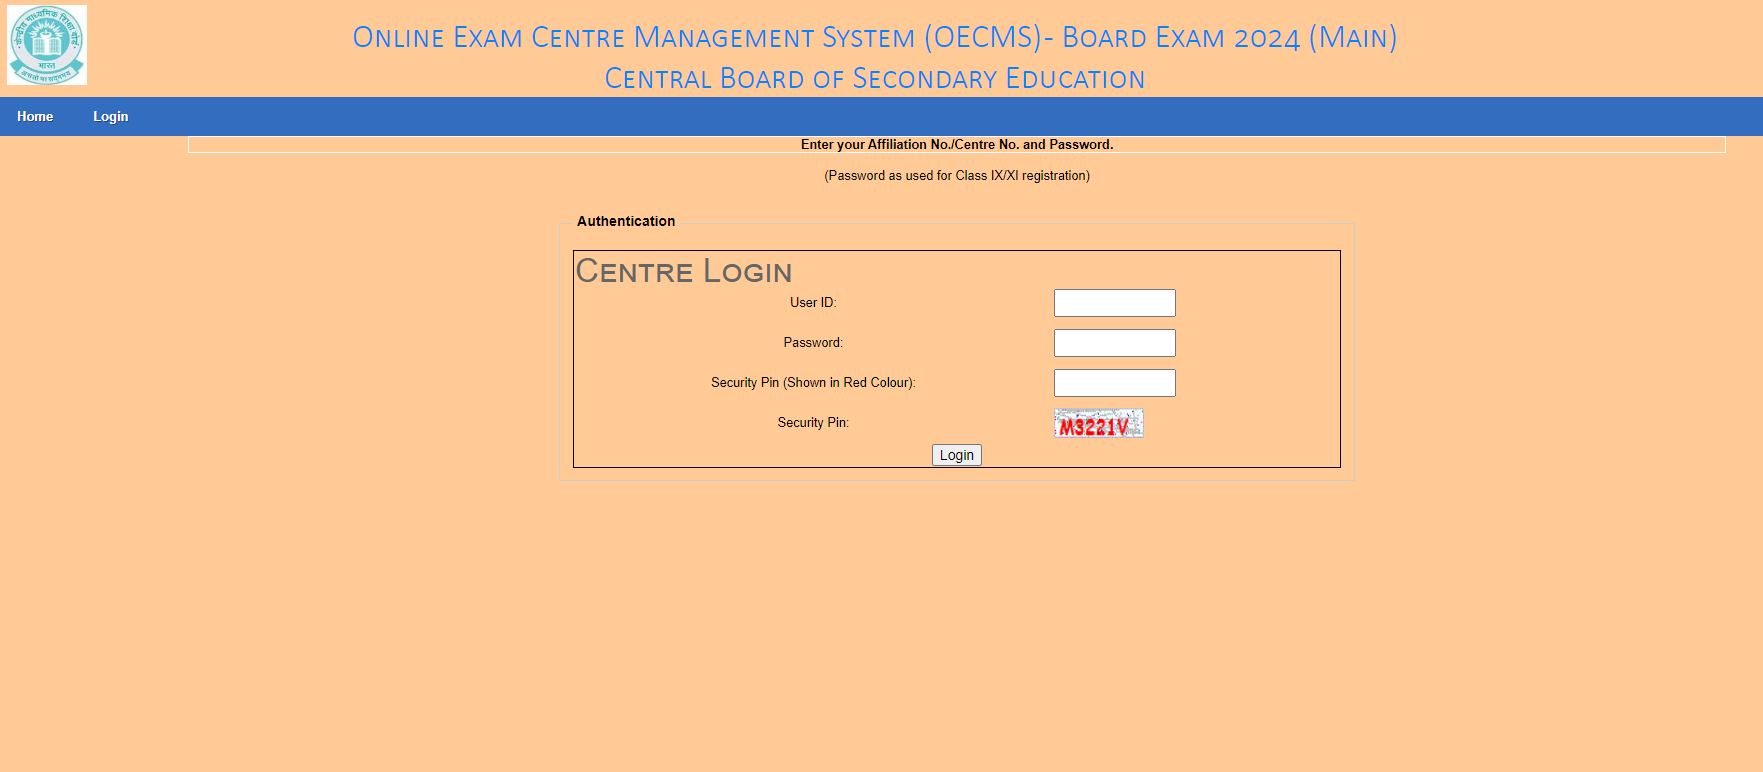 केन्द्रीय माध्यमिक शिक्षा बोर्ड
भारत
असतो मा सद्गमय
Online Exam Centre Management System (OECMS)- Board Exam 2024 (Main)
Central Board of Secondary Education
Home Login
Enter your Affiliation No./Centre No. and Password.
(Password as used for Class IX/XI registration)
Authentication
Centre Login
User ID:
Password:
Security Pin (Shown in Red Colour):
Security Pin: M3221V
Login